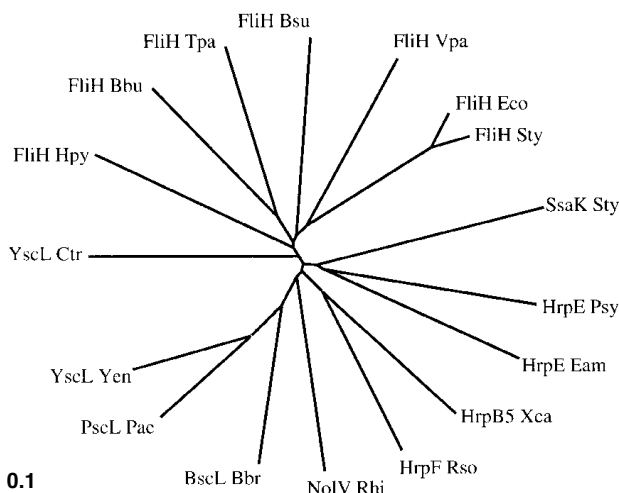 FliH Bsu
FliH Tpa
FliH Vpa
FliH Bbu
FliH Eco
FliH Sty
FliH Hpy
SsaK Sty
YscL Ctr
HrpE Psy
HrpE Eam
YscL Yen
HrpB5 Xca
PscL Pac
HrpF Rso
BscL Bbr
0.1
NolV Rhi